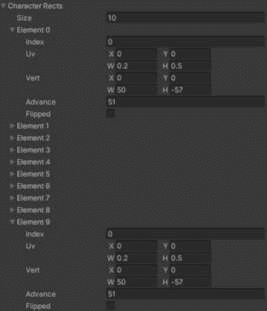 Character Rects
Size 10
Element 0
Index 0
Uv X 0 Y 0
W 0.2 H 0.5
Vert X 0 Y 0
W 50 H -57
Advance 51
Flipped
Element 1
Element 2
Element 3
Element 4
Element 5
Element 6
Element 7
Element 8
Element 9
Index 0
Uv X 0 Y 0
W 0.2 H 0.5
Vert X 0 Y 0
W 50 H -57
Advance 51
Flipped